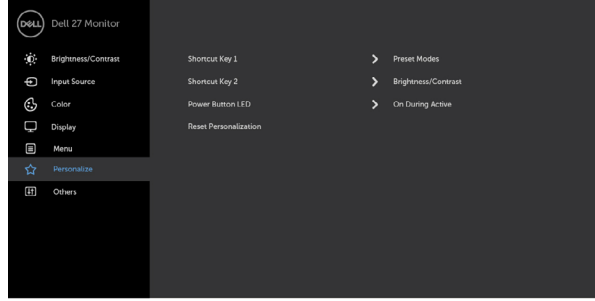 DELL Dell 27 Monitor
Brightness/Contrast Shortcut Key 1 Preset Modes
Input Source Shortcut Key 2 Brightness/Contrast
Color Power Button LED On During Active
Display Reset Personalization
Menu
Personalize
Others